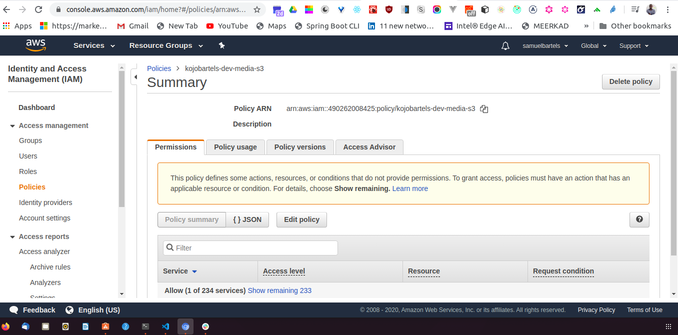 console.aws.amazon.com/iam/home?#/policies/arn:aws...
Apps
https://marke...
Gmail
New Tab
YouTube
Maps
Spring Boot CLI
11 new netwo...
Intel® Edge AI...
MEERKAD
»
Other bookmarks
aws
Services
Resource Groups
samuelbartels
Global
Support
Identity and Access
Management (IAM)
Dashboard
Access management
Groups
Users
Roles
Policies
Identity providers
Account settings
Access reports
Access analyzer
Archive rules
Analyzers
Settings
Policies > kojobartels-dev-media-s3
Summary
Delete policy
Policy ARN arn:aws:iam::490262008425:policy/kojobartels-dev-media-s3
Description
Permissions
Policy usage
Policy versions
Access Advisor
This policy defines some actions, resources, or conditions that do not provide permissions. To grant access, policies must have an action that has an
applicable resource or condition. For details, choose Show remaining. Learn more
Policy summary
{ } JSON
Edit policy
Filter
Service
Access level
Resource
Request condition
Allow (1 of 234 services) Show remaining 233
Feedback
English (US)
© 2008 - 2020, Amazon Web Services, Inc. or its affiliates. All rights reserved.
Privacy Policy
Terms of Use